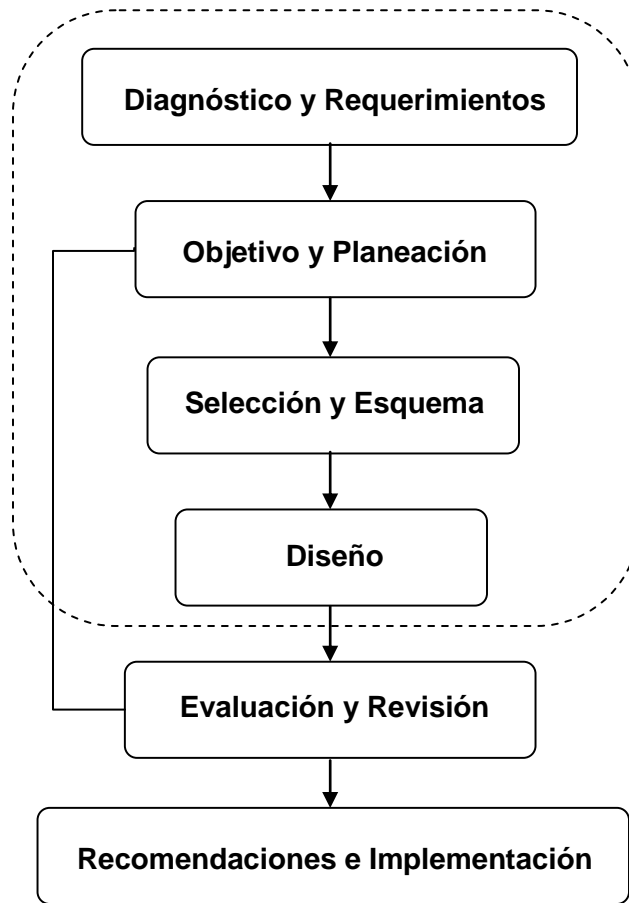 Diagnóstico y Requerimientos
Objetivo y Planeación
Selección y Esquema
Diseño
Evaluación y Revisión
Recomendaciones e Implementación